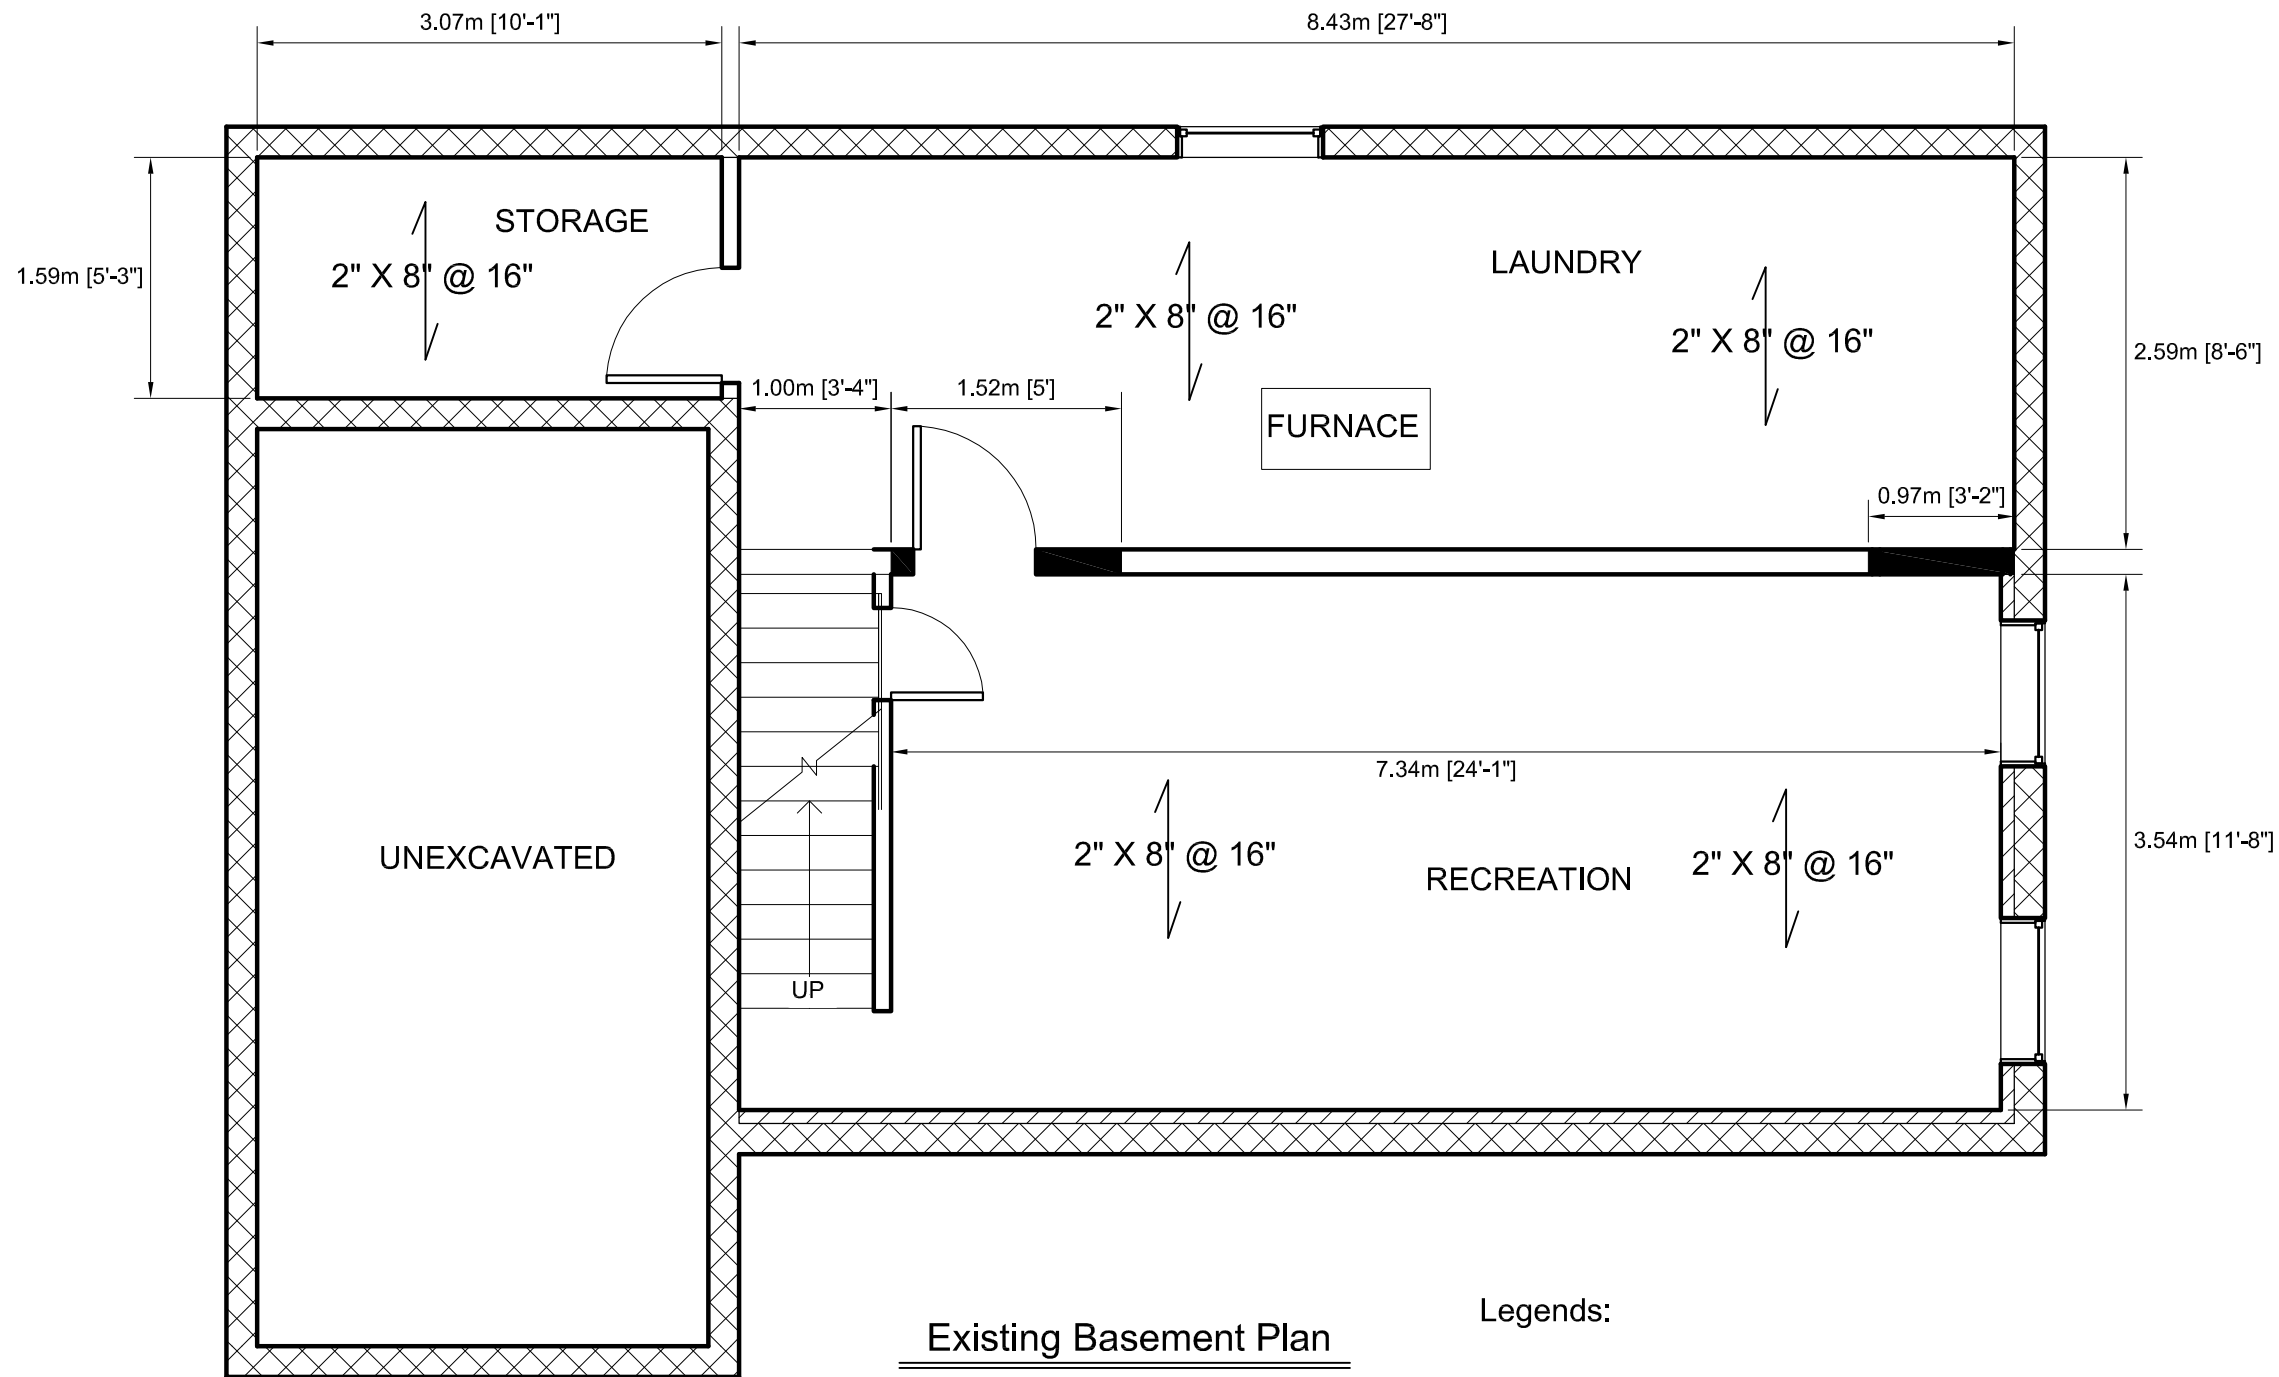 3.07m [10'-1"]
8.43m [27'-8"]
STORAGE
2" X 8" @ 16"
1.59m [5'-3"]
LAUNDRY
2" X 8" @ 16"
2" X 8" @ 16"
2.59m [8'-6"]
1.00m [3'-4"]
1.52m [5']
FURNACE
0.97m [3'-2"]
N
7.34m [24'-1"]
UNEXCAVATED
2" X 8" @ 16"
RECREATION
2" X 8" @ 16"
3.54m [11'-8"]
UP
Legends:
Existing Basement Plan